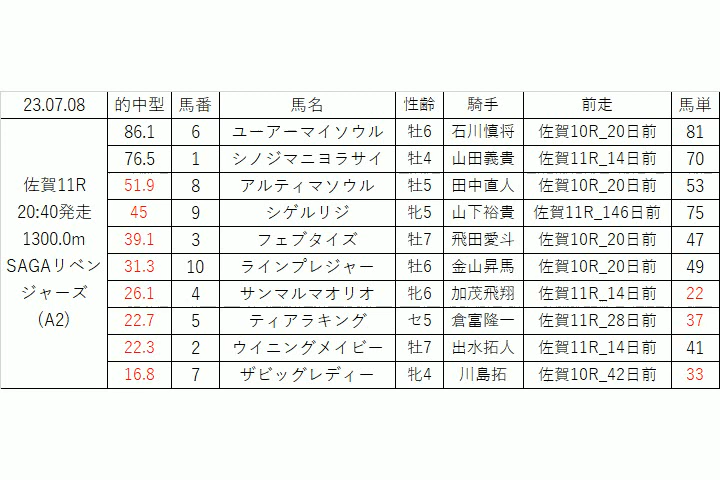 23.07.08 的中型 馬番 馬名 性齢 騎手 前走 馬単
佐賀11R
20:40発走
1300.0m
SAGAリベン
ジャーズ
（A2）
86.1 6 ユーアーマイソウル 牡6 石川慎将 佐賀10R_20日前 81
76.5 1 シノジマニヨラサイ 牡4 山田義貴 佐賀11R_14日前 70
51.9 8 アルティマソウル 牡5 田中直人 佐賀10R_20日前 53
45 9 シゲルリジ 牝5 山下裕貴 佐賀11R_146日前 75
39.1 3 フェブタイズ 牡7 飛田愛斗 佐賀10R_20日前 47
31.3 10 ラインプレジャー 牡6 金山昇馬 佐賀10R_20日前 49
26.1 4 サンマルマオリオ 牝6 加茂飛翔 佐賀11R_14日前 22
22.7 5 ティアラキング セ5 倉富隆一 佐賀11R_28日前 37
22.3 2 ウイニングメイビー 牡7 出水拓人 佐賀11R_14日前 41
16.8 7 ザビッグレディー 牝4 川島拓 佐賀10R_42日前 33